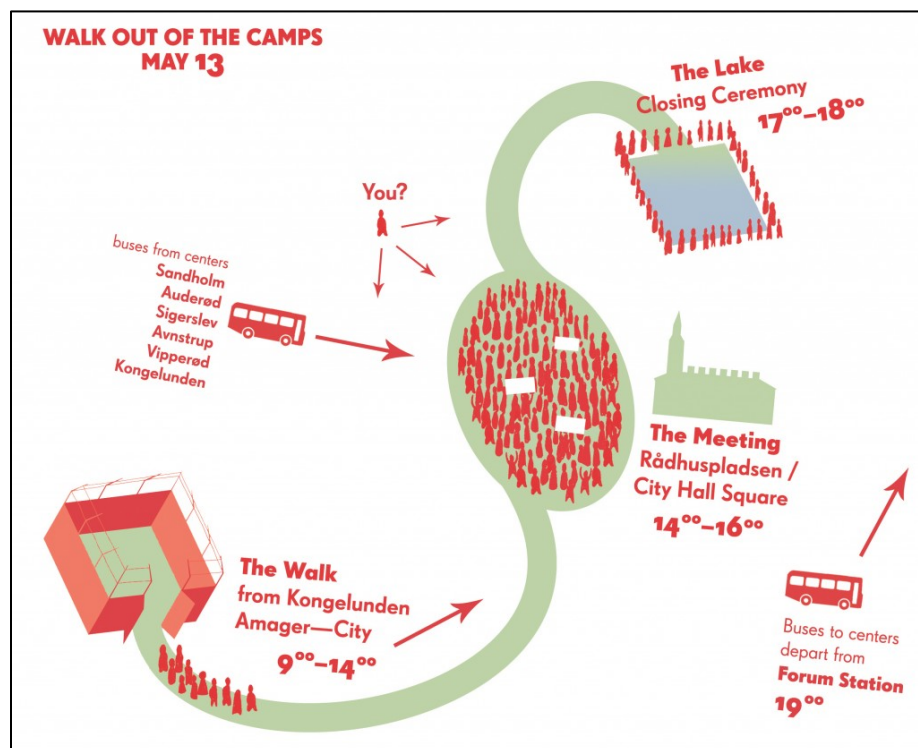 WALK OUT OF THE CAMPS
MAY 13
The Lake
Closing Ceremony
17⁰⁰–18⁰⁰
You?
buses from centers
Sandholm
Auderød
Sigerslev
Avnstrup
Vipperød
Kongelunden
The Meeting
Rådhuspladsen /
City Hall Square
14⁰⁰–16⁰⁰
The Walk
from Kongelunden
Amager—City
9⁰⁰–14⁰⁰
Buses to centers
depart from
Forum Station
19⁰⁰